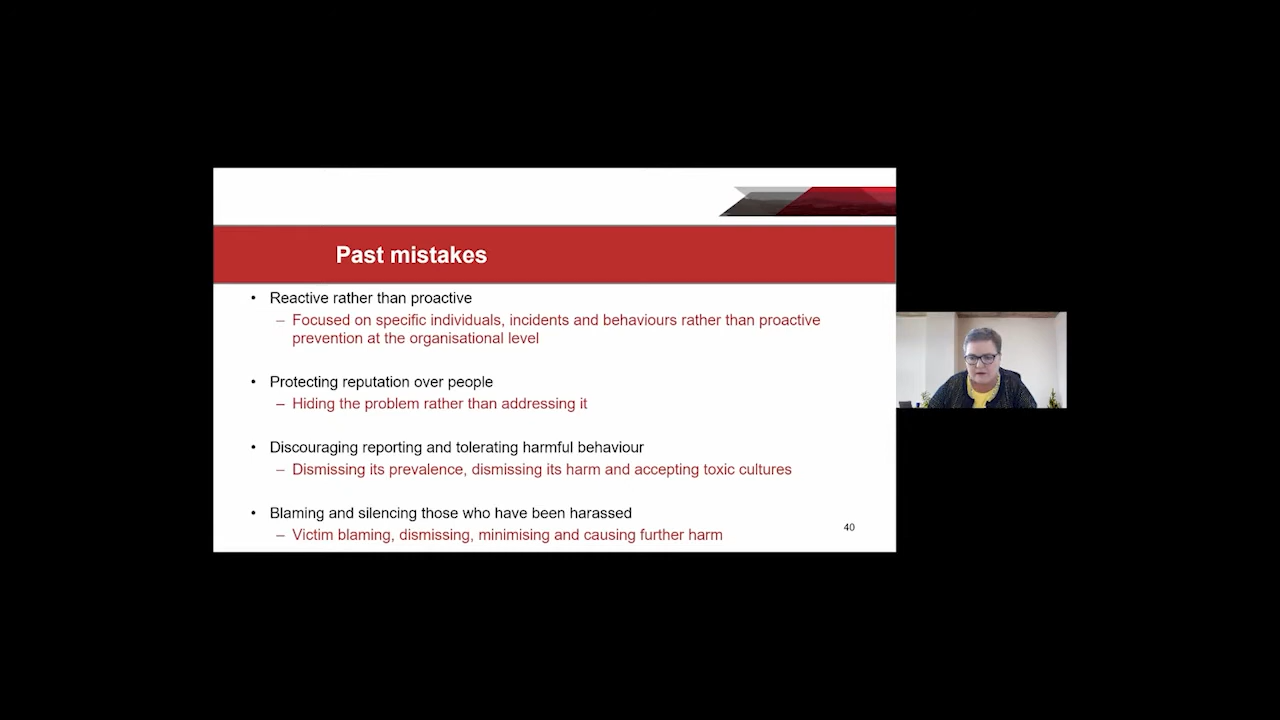 Past mistakes
• Reactive rather than proactive
– Focused on specific individuals, incidents and behaviours rather than proactive
prevention at the organisational level
• Protecting reputation over people
– Hiding the problem rather than addressing it
• Discouraging reporting and tolerating harmful behaviour
– Dismissing its prevalence, dismissing its harm and accepting toxic cultures
• Blaming and silencing those who have been harassed
– Victim blaming, dismissing, minimising and causing further harm
40